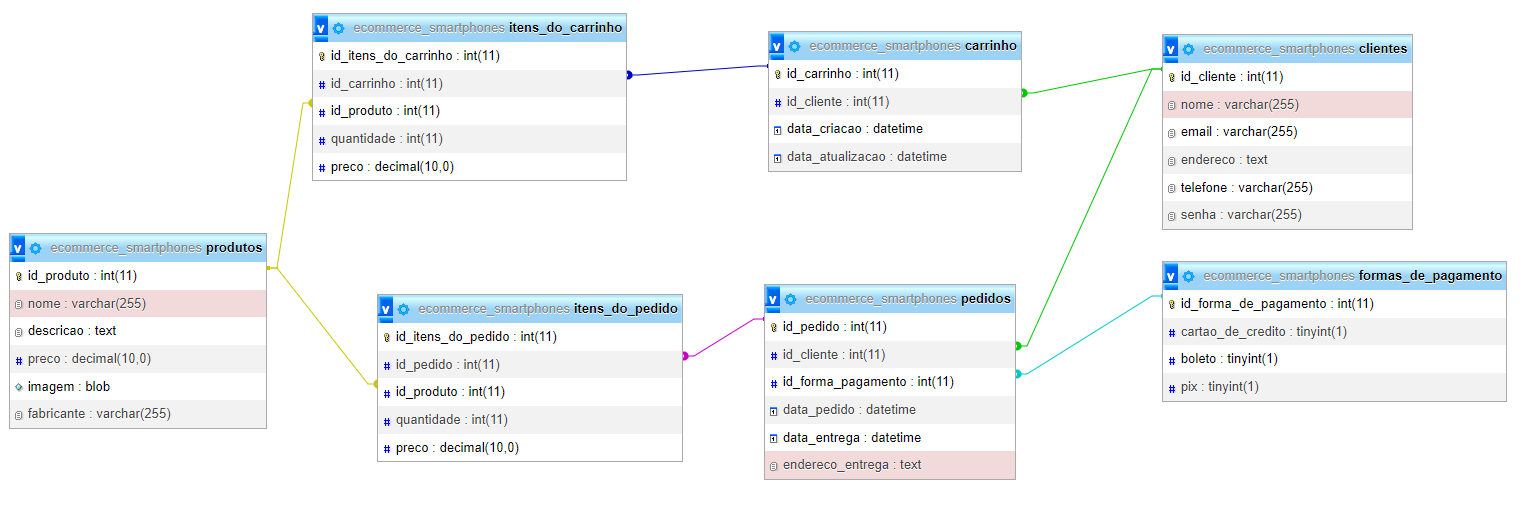 ecommerce_smartphones itens_do_carrinho
id_itens_do_carrinho : int(11)
id_carrinho : int(11)
id_produto : int(11)
quantidade : int(11)
preco : decimal(10,0)
ecommerce_smartphones carrinho
id_carrinho : int(11)
id_cliente : int(11)
data_criacao : datetime
data_atualizacao : datetime
ecommerce_smartphones clientes
id_cliente : int(11)
nome : varchar(255)
email : varchar(255)
endereco : text
telefone : varchar(255)
senha : varchar(255)
ecommerce_smartphones produtos
id_produto : int(11)
nome : varchar(255)
descricao : text
preco : decimal(10,0)
imagem : blob
fabricante : varchar(255)
ecommerce_smartphones itens_do_pedido
id_itens_do_pedido : int(11)
id_pedido : int(11)
id_produto : int(11)
quantidade : int(11)
preco : decimal(10,0)
ecommerce_smartphones pedidos
id_pedido : int(11)
id_cliente : int(11)
id_forma_pagamento : int(11)
data_pedido : datetime
data_entrega : datetime
endereco_entrega : text
ecommerce_smartphones formas_de_pagamento
id_forma_de_pagamento : int(11)
cartao_de_credito : tinyint(1)
boleto : tinyint(1)
pix : tinyint(1)